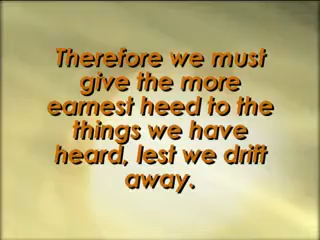 Therefore we must
give the more
earnest heed to the
things we have
heard, lest we drift
away.